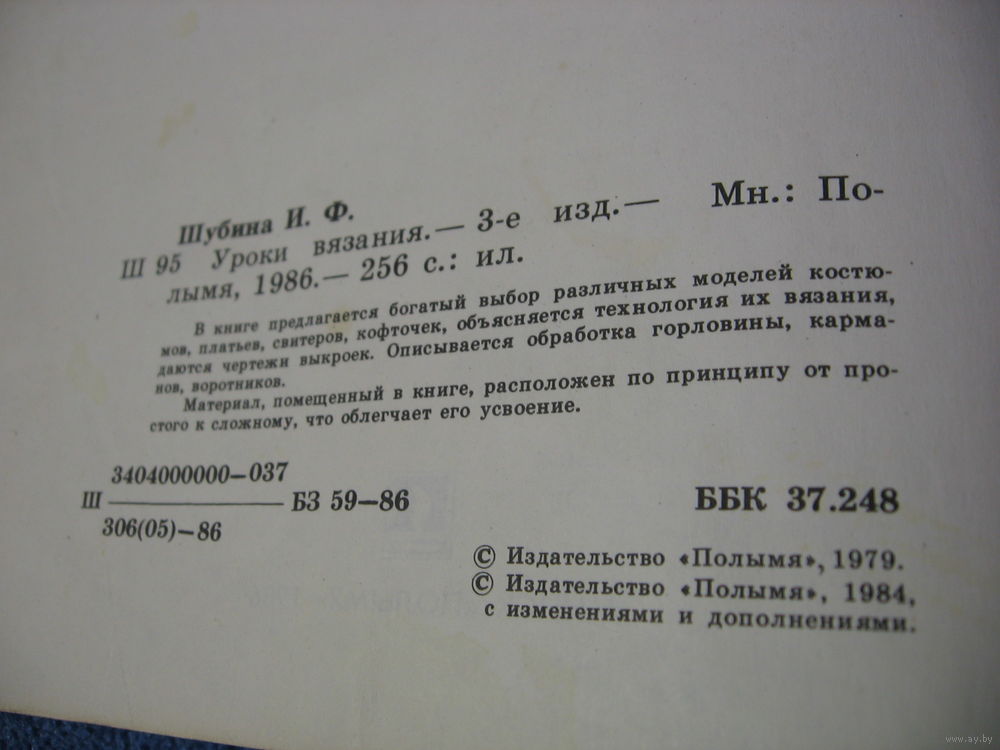 Шубина И. Ф.
Ш 95 Уроки вязания.— 3-е изд.— Мн.: По-
лымя, 1986.— 256 с.: ил.
В книге предлагается богатый выбор различных моделей костю-
мов, платьев, свитеров, кофточек, объясняется технология их вязания,
даются чертежи выкроек. Описывается обработка горловины, карма-
нов, воротников.
Материал, помещенный в книге, расположен по принципу от про-
стого к сложному, что облегчает его усвоение.
3404000000—037
Ш ——— БЗ 59—86
306(05)—86
ББК 37.248
© Издательство «Полымя», 1979.
© Издательство «Полымя», 1984,
с изменениями и дополнениями.
www.ay.by